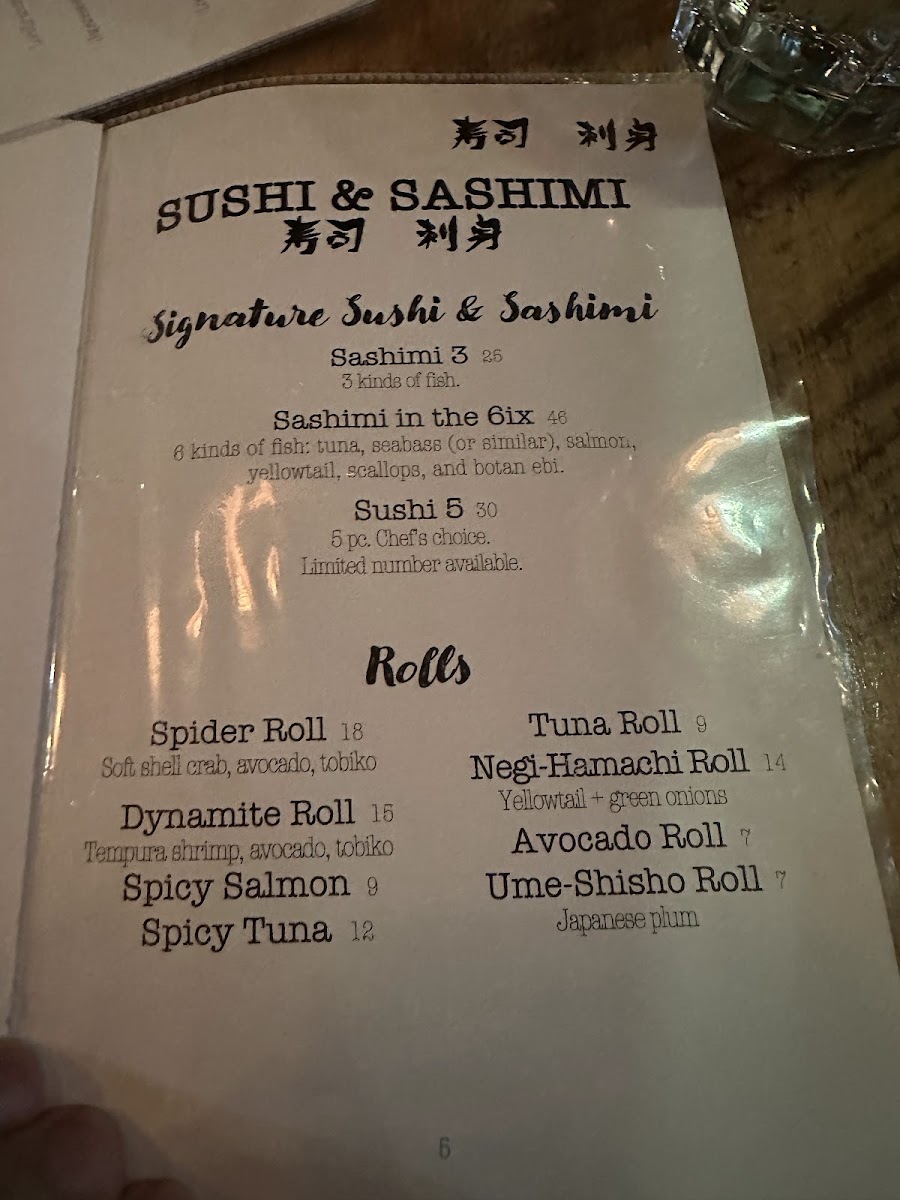 寿司 刺身
SUSHI & SASHIMI
寿司 刺身
Signature Sushi & Sashimi
Sashimi 3 25
3 kinds of fish.
Sashimi in the 6ix 46
6 kinds of fish: tuna, seabass (or similar), salmon,
yellowtail, scallops, and botan ebi.
Sushi 5 30
5 pc. Chef's choice.
Limited number available.
Rolls
Spider Roll 18
Soft shell crab, avocado, tobiko
Dynamite Roll 15
Tempura shrimp, avocado, tobiko
Spicy Salmon 9
Spicy Tuna 12
Tuna Roll 9
Negi-Hamachi Roll 14
Yellowtail + green onions
Avocado Roll 7
Ume-Shisho Roll 7
Japanese plum